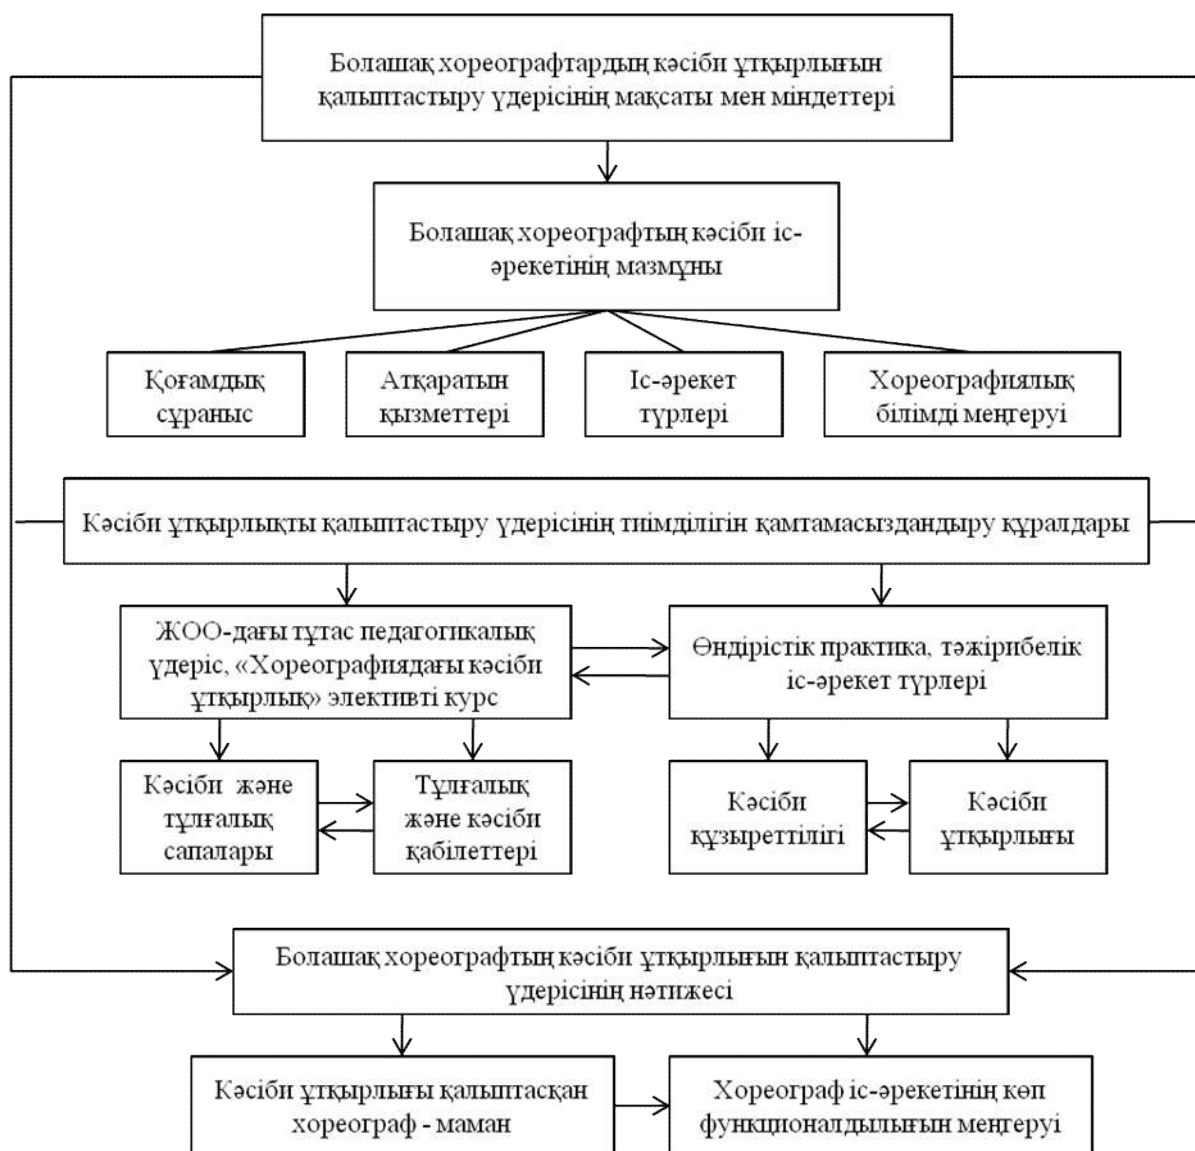 Болашақ хореографтардың кәсіби ұтқырлығын
қалыптастыру үдерісінің мақсаты мен міндеттері
Болашақ хореографтың кәсіби іс-
әрекетінің мазмұны
Қоғамдық
сұраныс
Атқаратын
қызметтері
Іс-әрекет
түрлері
Хореографиялық
білімді меңгеруі
Кәсіби ұтқырлықты қалыптастыру үдерісінің тиімділігін қамтамасыздандыру құралдары
ЖОО-дағы тұтас педагогикалық
үдеріс, «Хореографиядағы кәсіби
ұтқырлық» элективті курс
Өндірістік практика, тәжірибелік
іс-әрекет түрлері
Кәсіби және
тұлғалық
сапалары
Тұлғалық
және кәсіби
қабілеттері
Кәсіби
құзыреттілігі
Кәсіби
ұтқырлығы
Болашақ хореографтың кәсіби ұтқырлығын қалыптастыру
үдерісінің нәтижесі
Кәсіби ұтқырлығы қалыптасқан
хореограф - маман
Хореограф іс-әрекетінің көп
функционалдылығын меңгеруі